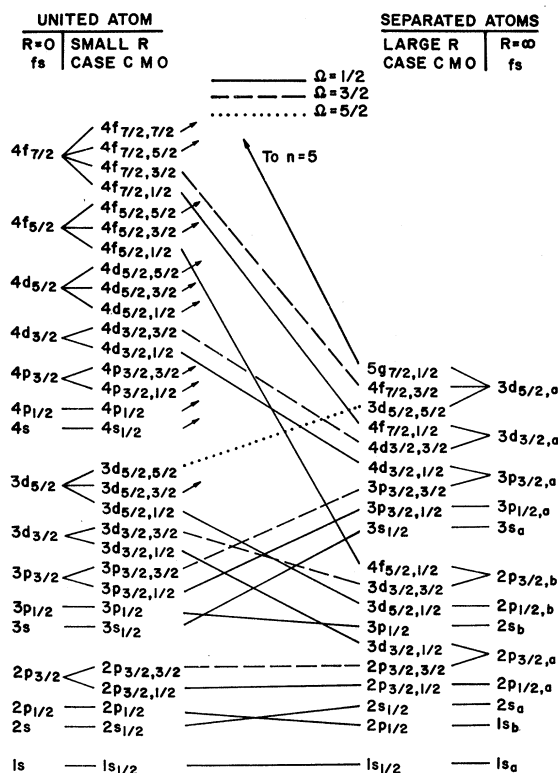 UNITED ATOM
R=0 SMALL R
fs CASE C MO
SEPARATED ATOMS
LARGE R R=∞
CASE C MO fs
Ω=1/2
Ω=3/2
Ω=5/2
To n=5
4f7/2
4f7/2,7/2
4f7/2,5/2
4f7/2,3/2
4f7/2,1/2
4f5/2
4f5/2,5/2
4f5/2,3/2
4f5/2,1/2
4d5/2
4d5/2,5/2
4d5/2,3/2
4d5/2,1/2
4d3/2
4d3/2,3/2
4d3/2,1/2
4p3/2
4p3/2,3/2
4p3/2,1/2
4p1/2 4p1/2
4s 4s1/2
3d5/2
3d5/2,5/2
3d5/2,3/2
3d5/2,1/2
3d3/2
3d3/2,3/2
3d3/2,1/2
3p3/2
3p3/2,3/2
3p3/2,1/2
3p1/2 3p1/2
3s 3s1/2
2p3/2
2p3/2,3/2
2p3/2,1/2
2p1/2 2p1/2
2s 2s1/2
1s 1s1/2
5g7/2,1/2
4f7/2,3/2 3d5/2,a
3d5/2,5/2
4f7/2,1/2
3d3/2,a
4d3/2,3/2
4d3/2,1/2
3p3/2,a
3p3/2,3/2
3p3/2,1/2 3p1/2,a
3s1/2 3sa
4f5/2,1/2
2p3/2,b
3d3/2,3/2
3d5/2,1/2 2p1/2,b
3p1/2 2sb
3d3/2,1/2
2p3/2,a
2p3/2,3/2
2p3/2,1/2 2p1/2,a
2s1/2 2sa
2p1/2 1sb
1s1/2 1sa